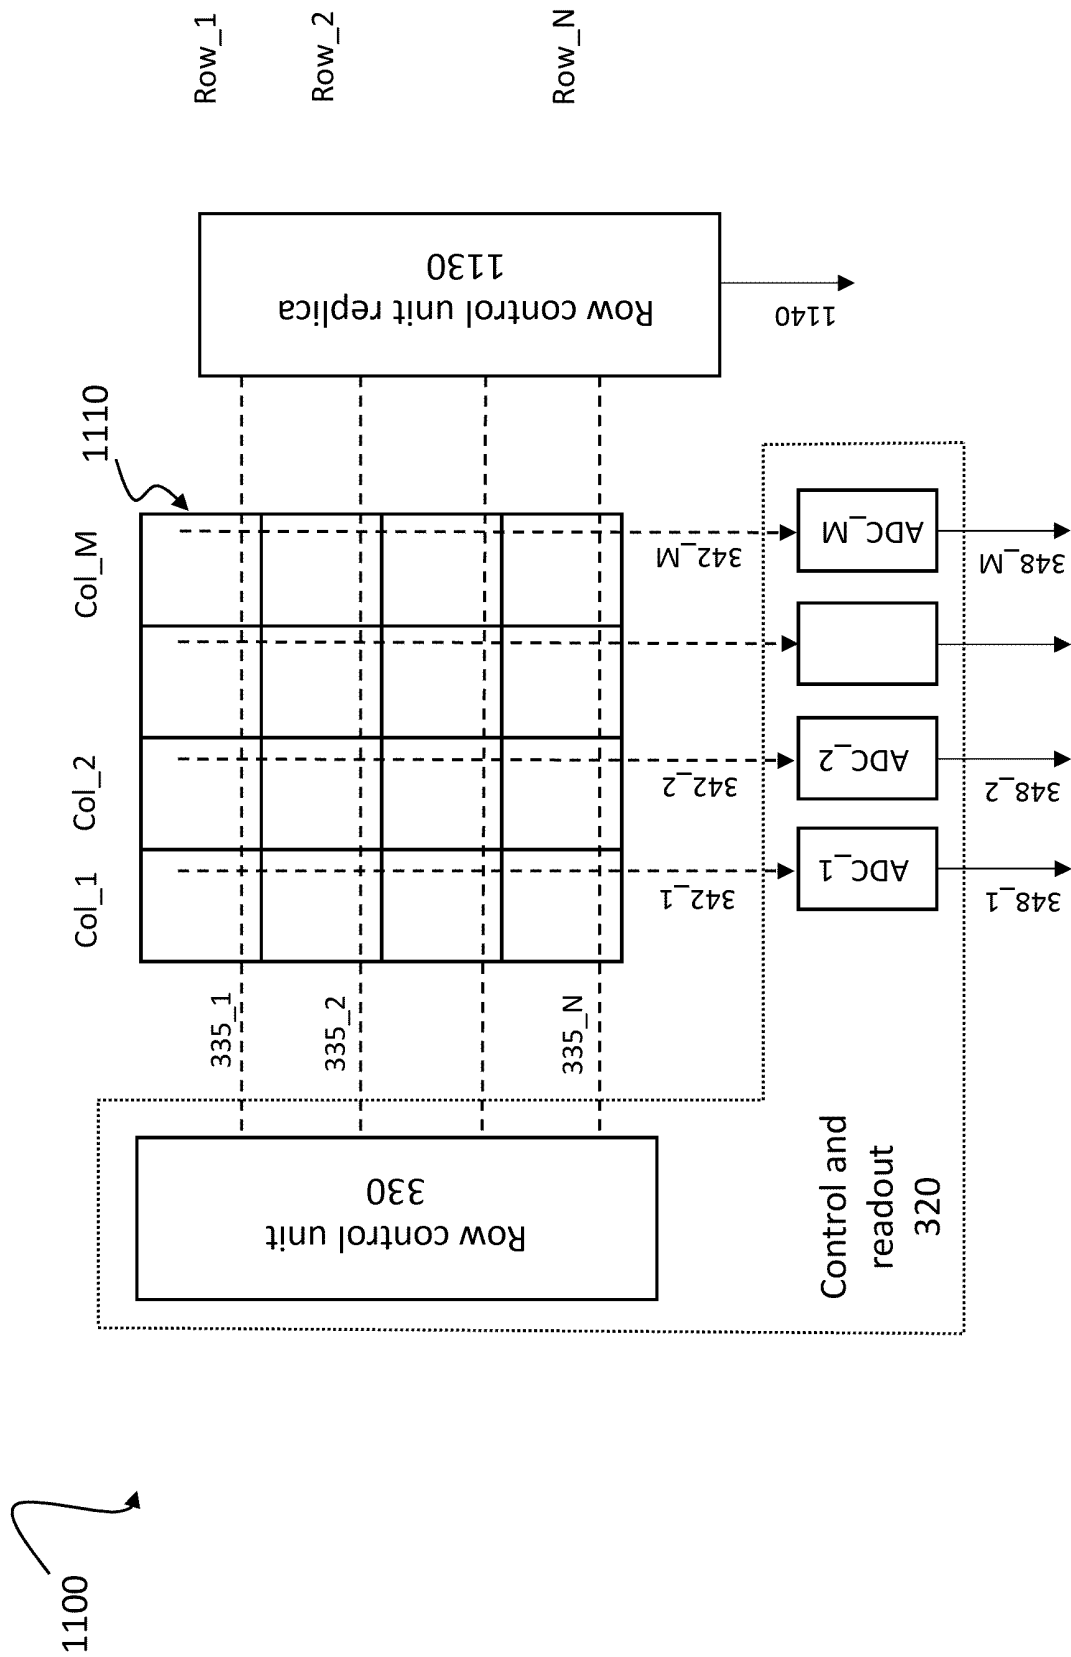 1100
1110
Col_1
Col_2
Col_M
Row_1
Row_2
Row_N
335_1
335_2
335_N
Row control unit
330
Row control unit replica
1130
1140
342_1
342_2
342_M
ADC_1
ADC_2
ADC_M
348_1
348_2
348_M
Control and
readout
320